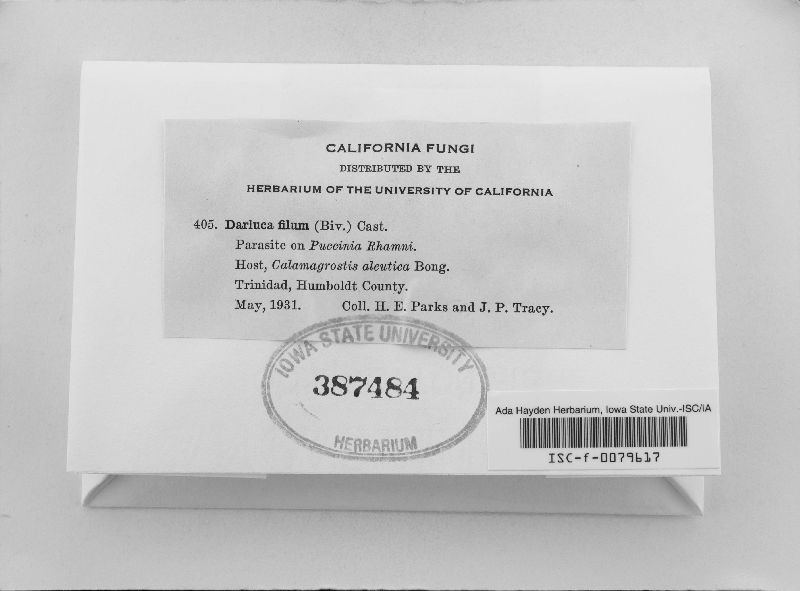 CALIFORNIA FUNGI
DISTRIBUTED BY THE
HERBARIUM OF THE UNIVERSITY OF CALIFORNIA
405. Darluca filum (Biv.) Cast.
Parasite on Puccinia Rhamni.
Host, Calamagrostis aleutica Bong.
Trinidad, Humboldt County.
May, 1931. Coll. H. E. Parks and J. P. Tracy.
IOWA STATE UNIVERSITY
387484
HERBARIUM
Ada Hayden Herbarium, Iowa State Univ.-ISC/IA
ISC-f-0079617